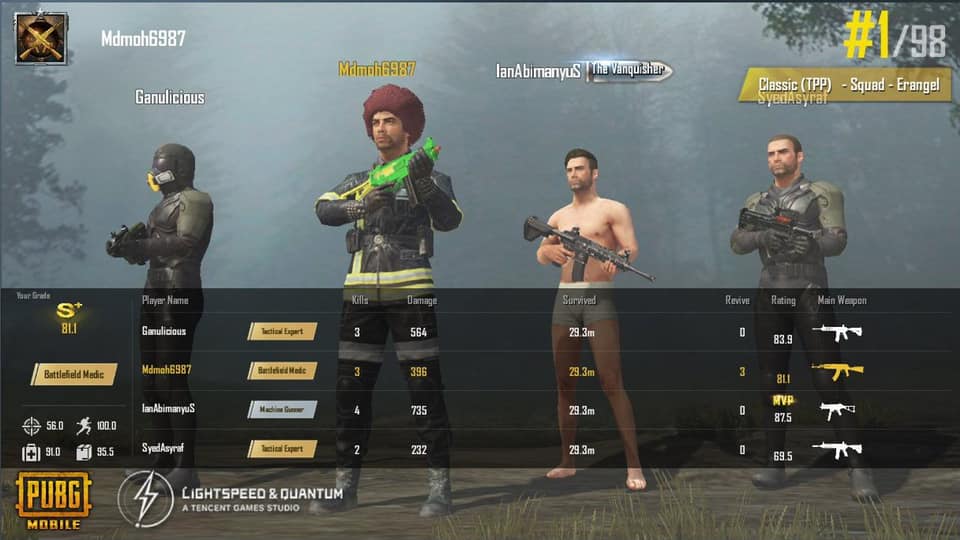 Mdmoh6987
#1/98
Mdmoh6987
IanAbimanyuS
The Vanquisher
Classic (TPP) - Squad - Erangel
Ganulicious
SyedAsyraf
Your Grade
S+
81.1
Battlefield Medic
56.0 100.0
91.0 95.5
Player Name Kills Damage Survived Revive Rating Main Weapon
Ganulicious Tactical Expert 3 564 29.3m 0 83.9
Mdmoh6987 Battlefield Medic 3 396 29.3m 3 81.1
IanAbimanyuS Machine Gunner 4 735 29.3m 0 MVP 87.5
SyedAsyraf Tactical Expert 2 232 29.3m 0 69.5
PUBG
MOBILE
LIGHTSPEED & QUANTUM
A TENCENT GAMES STUDIO